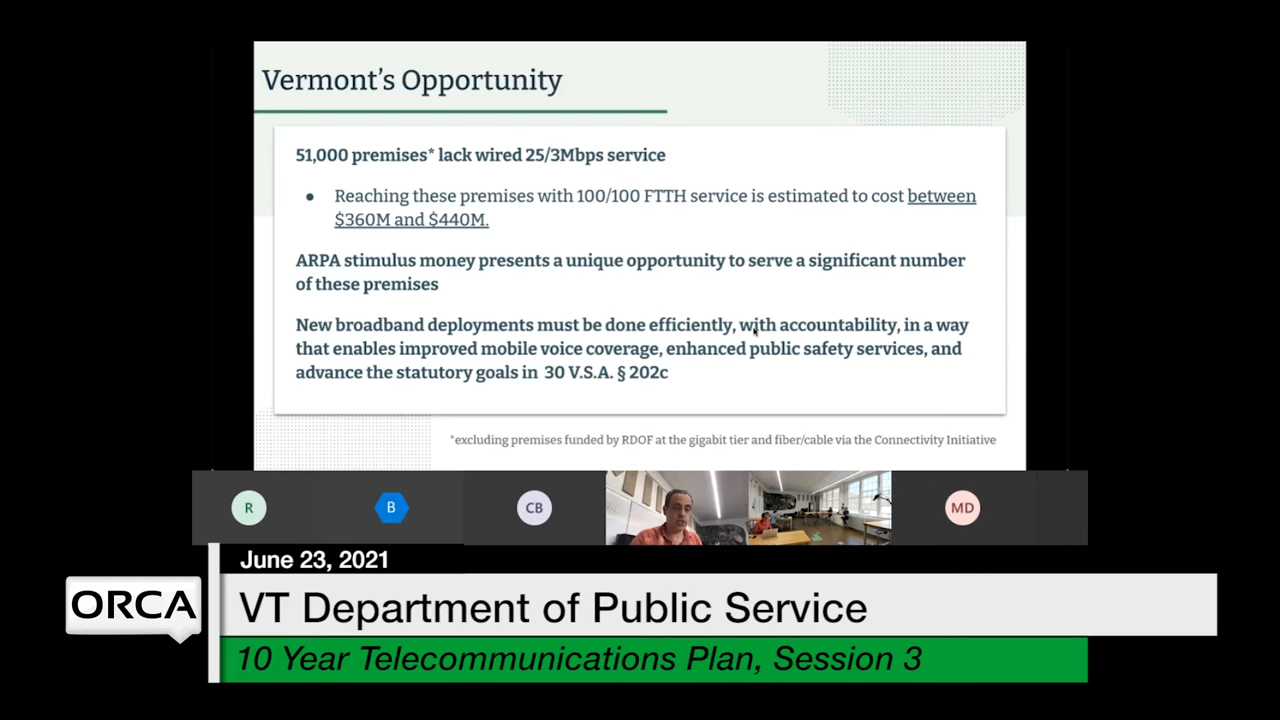 Vermont's Opportunity
51,000 premises* lack wired 25/3Mbps service
● Reaching these premises with 100/100 FTTH service is estimated to cost between
$360M and $440M.
ARPA stimulus money presents a unique opportunity to serve a significant number
of these premises
New broadband deployments must be done efficiently, with accountability, in a way
that enables improved mobile voice coverage, enhanced public safety services, and
advance the statutory goals in 30 V.S.A. § 202c
*excluding premises funded by RDOF at the gigabit tier and fiber/cable via the Connectivity Initiative
R B CB MD
June 23, 2021
ORCA
VT Department of Public Service
10 Year Telecommunications Plan, Session 3